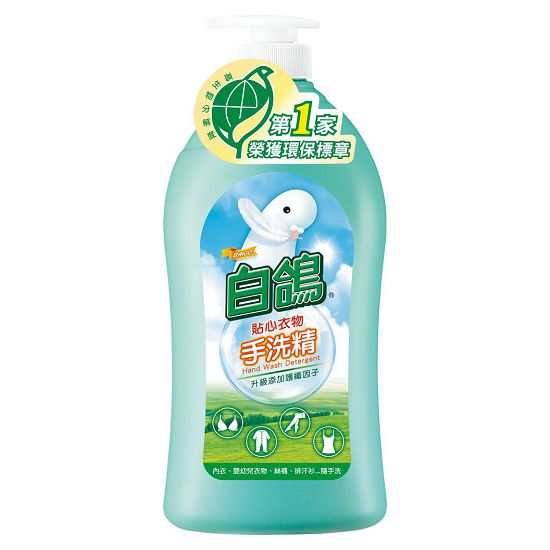 第1家
榮獲環保標章
BAIGO
白鴿®
貼心衣物
手洗精
Hand Wash Detergent
升級添加護纖因子
內衣、嬰幼兒衣物、絲襪、排汗衫...隨手洗